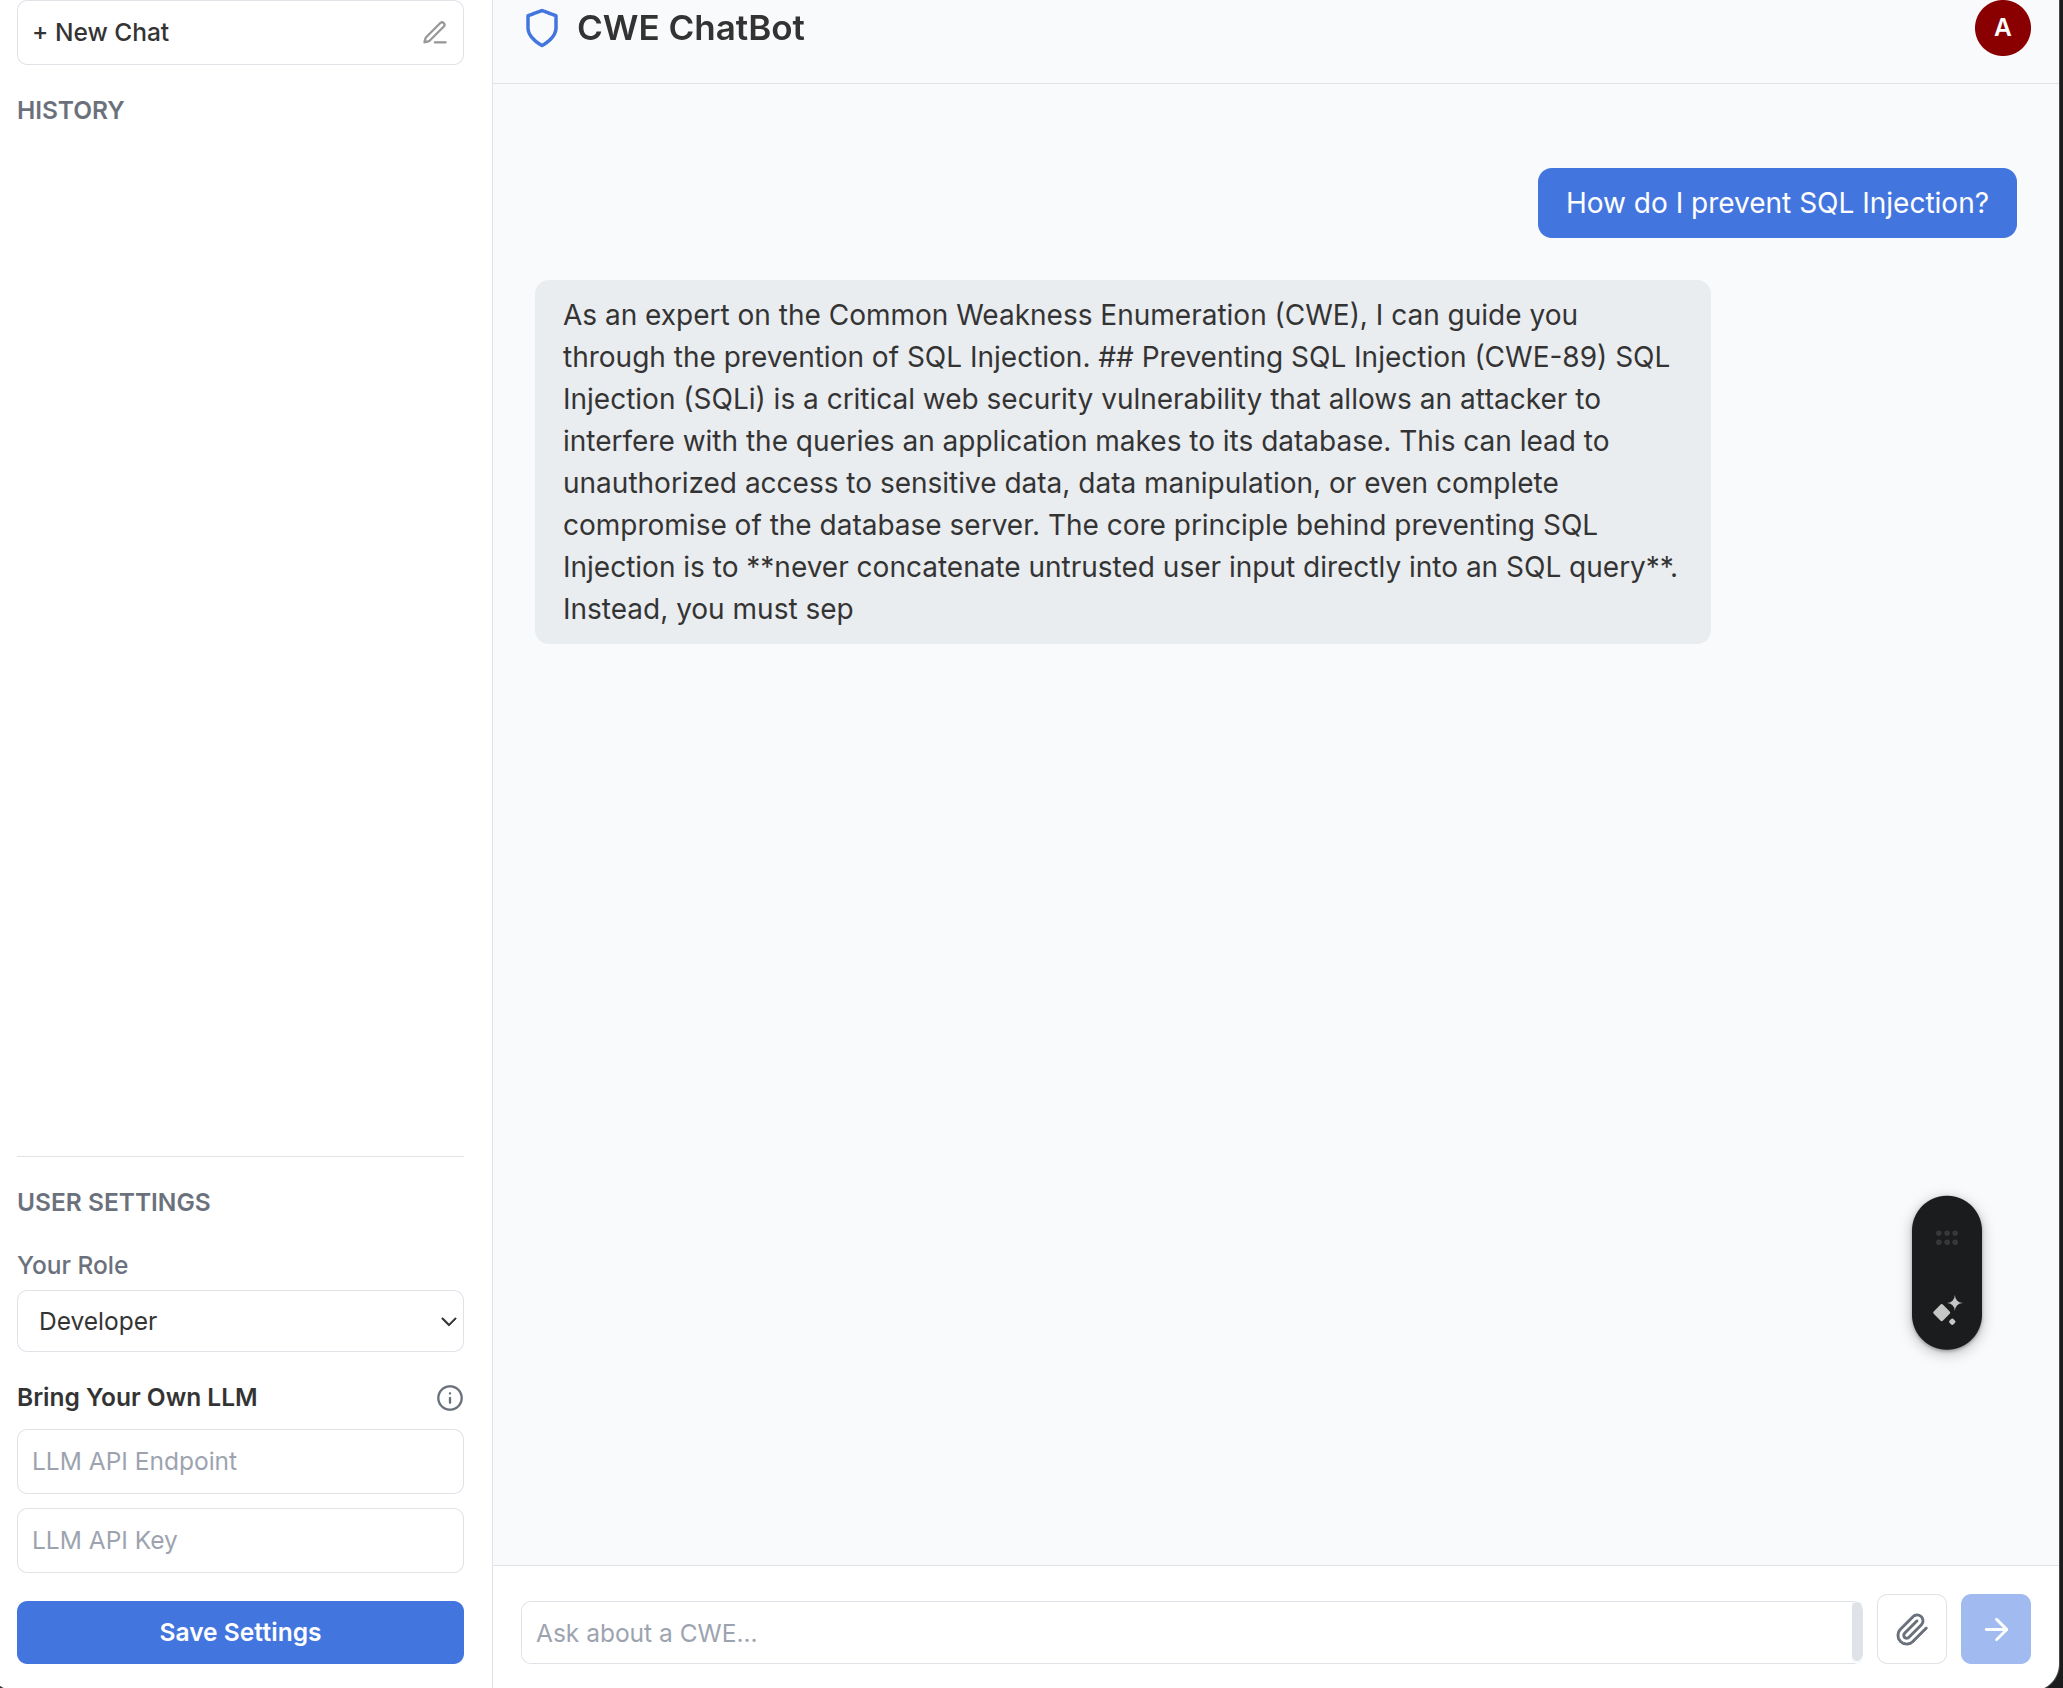 + New Chat
HISTORY
USER SETTINGS
Your Role
Developer
Bring Your Own LLM
LLM API Endpoint
LLM API Key
Save Settings
CWE ChatBot
A
How do I prevent SQL Injection?
As an expert on the Common Weakness Enumeration (CWE), I can guide you
through the prevention of SQL Injection. ## Preventing SQL Injection (CWE-89) SQL
Injection (SQLi) is a critical web security vulnerability that allows an attacker to
interfere with the queries an application makes to its database. This can lead to
unauthorized access to sensitive data, data manipulation, or even complete
compromise of the database server. The core principle behind preventing SQL
Injection is to **never concatenate untrusted user input directly into an SQL query**.
Instead, you must sep
Ask about a CWE...